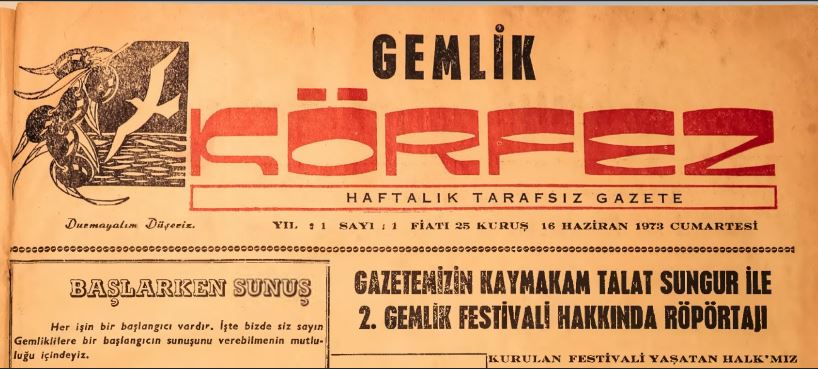 GEMLİK
KÖRFEZ
HAFTALIK TARAFSIZ GAZETE
Durmayalım Düşeriz.
YIL : 1 SAYI : 1 FİATI 25 KURUŞ 16 HAZİRAN 1973 CUMARTESİ
BAŞLARKEN SUNUŞ
Her işin bir başlangıcı vardır. İşte bizde siz sayın
Gemliklilere bir başlangıcın sunuşunu verebilmenin mutlu-
luğu içindeyiz.
GAZETEMİZİN KAYMAKAM TALAT SUNGUR İLE
2. GEMLİK FESTİVALİ HAKKINDA RÖPÖRTAJI
KURULAN FESTİVALİ YAŞATAN HALK'MIZ